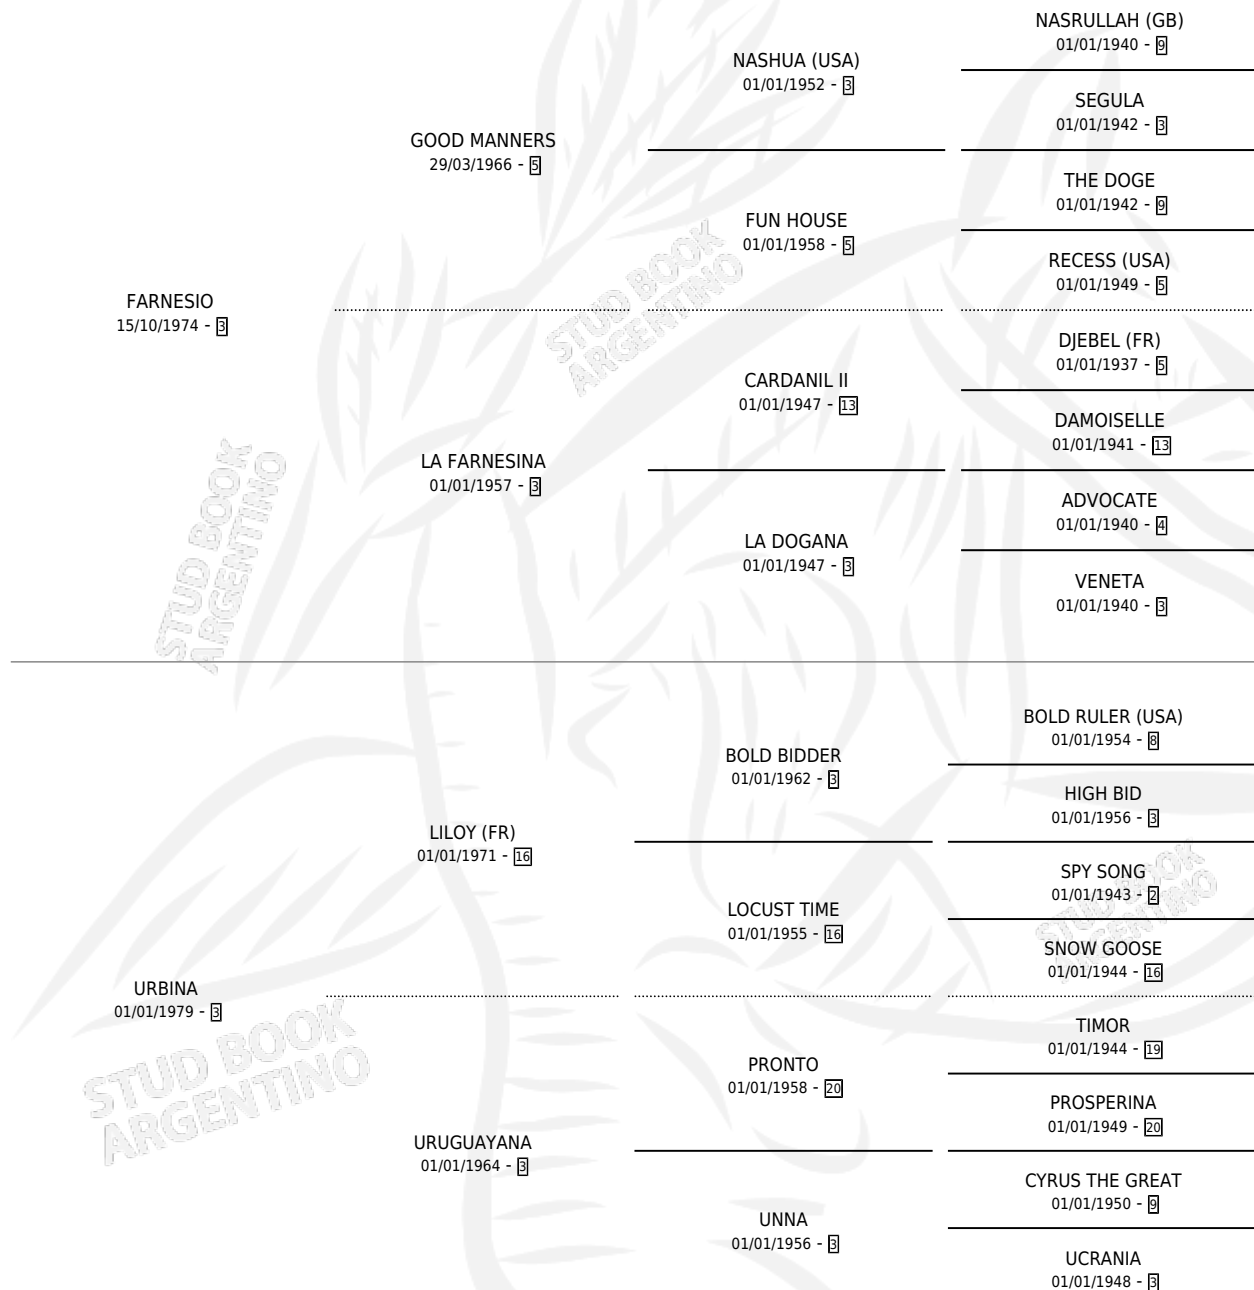 NASRULLAH (GB)
01/01/1940 - 9
NASHUA (USA)
01/01/1952 - 3
SEGULA
01/01/1942 - 3
GOOD MANNERS
29/03/1966 - 5
THE DOGE
01/01/1942 - 9
FUN HOUSE
01/01/1958 - 5
RECESS (USA)
01/01/1949 - 5
FARNESIO
15/10/1974 - 3
DJEBEL (FR)
01/01/1937 - 5
CARDANIL II
01/01/1947 - 13
DAMOISELLE
01/01/1941 - 13
LA FARNESINA
01/01/1957 - 3
ADVOCATE
01/01/1940 - 4
LA DOGANA
01/01/1947 - 3
VENETA
01/01/1940 - 3
BOLD RULER (USA)
01/01/1954 - 8
BOLD BIDDER
01/01/1962 - 3
HIGH BID
01/01/1956 - 3
LILOY (FR)
01/01/1971 - 16
SPY SONG
01/01/1943 - 2
LOCUST TIME
01/01/1955 - 16
SNOW GOOSE
01/01/1944 - 16
URBINA
01/01/1979 - 3
TIMOR
01/01/1944 - 19
PRONTO
01/01/1958 - 20
PROSPERINA
01/01/1949 - 20
URUGUAYANA
01/01/1964 - 3
CYRUS THE GREAT
01/01/1950 - 9
UNNA
01/01/1956 - 3
UCRANIA
01/01/1948 - 3
STUD BOOK
ARGENTINO
STUD BOOK
ARGENTINO
STUD BOOK
ARGENTINO
STUD BOOK
ARGENTINO